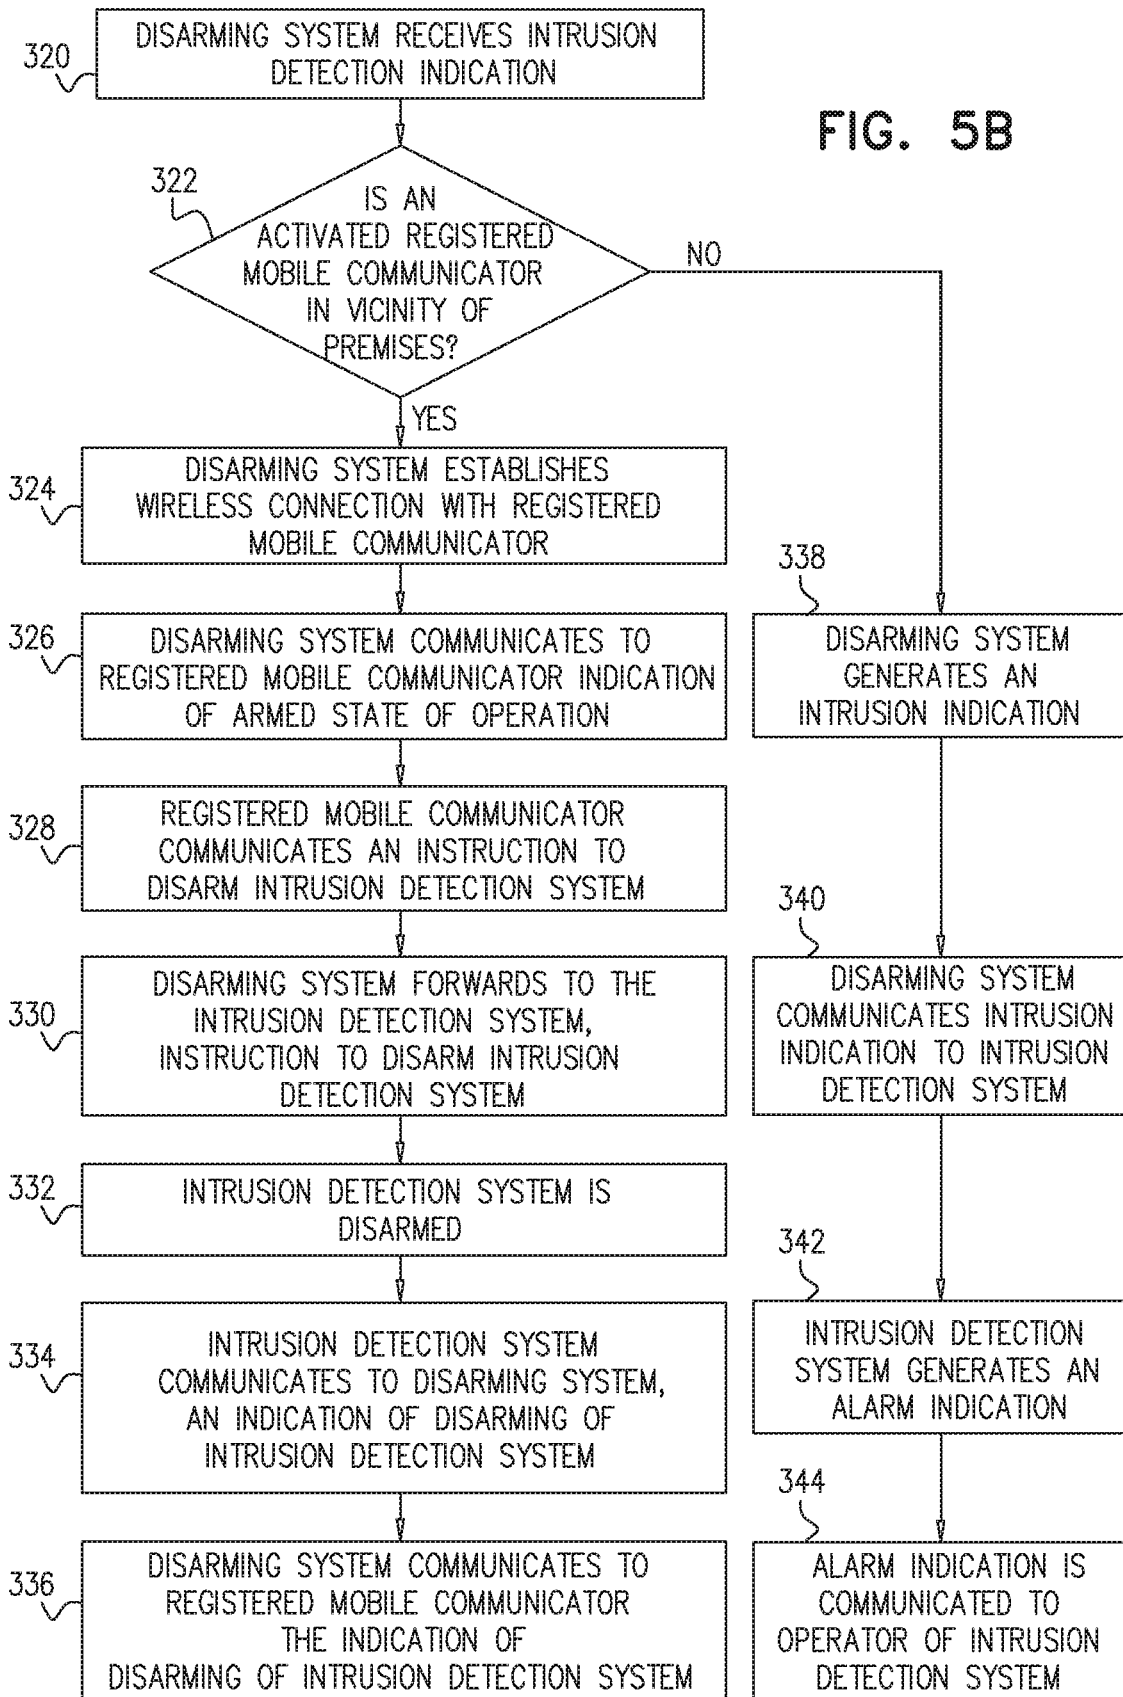 320
DISARMING SYSTEM RECEIVES INTRUSION
DETECTION INDICATION
FIG. 5B
322
IS AN
ACTIVATED REGISTERED
MOBILE COMMUNICATOR
IN VICINITY OF
PREMISES?
NO
YES
324
DISARMING SYSTEM ESTABLISHES
WIRELESS CONNECTION WITH REGISTERED
MOBILE COMMUNICATOR
326
DISARMING SYSTEM COMMUNICATES TO
REGISTERED MOBILE COMMUNICATOR INDICATION
OF ARMED STATE OF OPERATION
328
REGISTERED MOBILE COMMUNICATOR
COMMUNICATES AN INSTRUCTION TO
DISARM INTRUSION DETECTION SYSTEM
330
DISARMING SYSTEM FORWARDS TO THE
INTRUSION DETECTION SYSTEM,
INSTRUCTION TO DISARM INTRUSION
DETECTION SYSTEM
332
INTRUSION DETECTION SYSTEM IS
DISARMED
334
INTRUSION DETECTION SYSTEM
COMMUNICATES TO DISARMING SYSTEM,
AN INDICATION OF DISARMING OF
INTRUSION DETECTION SYSTEM
336
DISARMING SYSTEM COMMUNICATES TO
REGISTERED MOBILE COMMUNICATOR
THE INDICATION OF
DISARMING OF INTRUSION DETECTION SYSTEM
338
DISARMING SYSTEM
GENERATES AN
INTRUSION INDICATION
340
DISARMING SYSTEM
COMMUNICATES INTRUSION
INDICATION TO INTRUSION
DETECTION SYSTEM
342
INTRUSION DETECTION
SYSTEM GENERATES AN
ALARM INDICATION
344
ALARM INDICATION IS
COMMUNICATED TO
OPERATOR OF INTRUSION
DETECTION SYSTEM